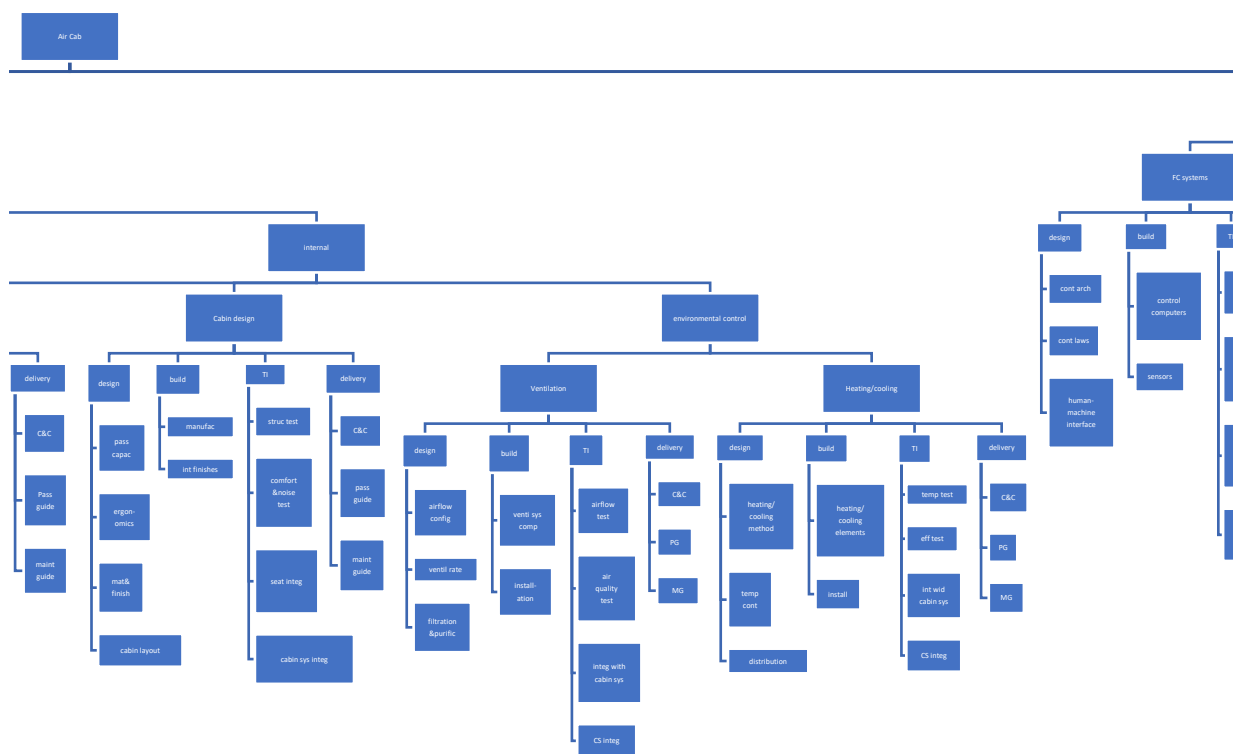 Air Cab
FC systems
internal
design
build
TI
cont arch
control
computers
cont laws
sensors
human-
machine
interface
Cabin design
environmental control
delivery
C&C
Pass
guide
maint
guide
design
pass
capac
ergon-
omics
mat&
finish
cabin layout
build
manufac
int finishes
TI
struc test
comfort
&noise
test
seat integ
cabin sys integ
delivery
C&C
pass
guide
maint
guide
Ventilation
design
airflow
config
ventil rate
filtration
&purific
build
venti sys
comp
install-
ation
TI
airflow
test
air
quality
test
integ with
cabin sys
CS integ
delivery
C&C
PG
MG
Heating/cooling
design
heating/
cooling
method
temp
cont
distribution
build
heating/
cooling
elements
install
TI
temp test
eff test
int wid
cabin sys
CS integ
delivery
C&C
PG
MG